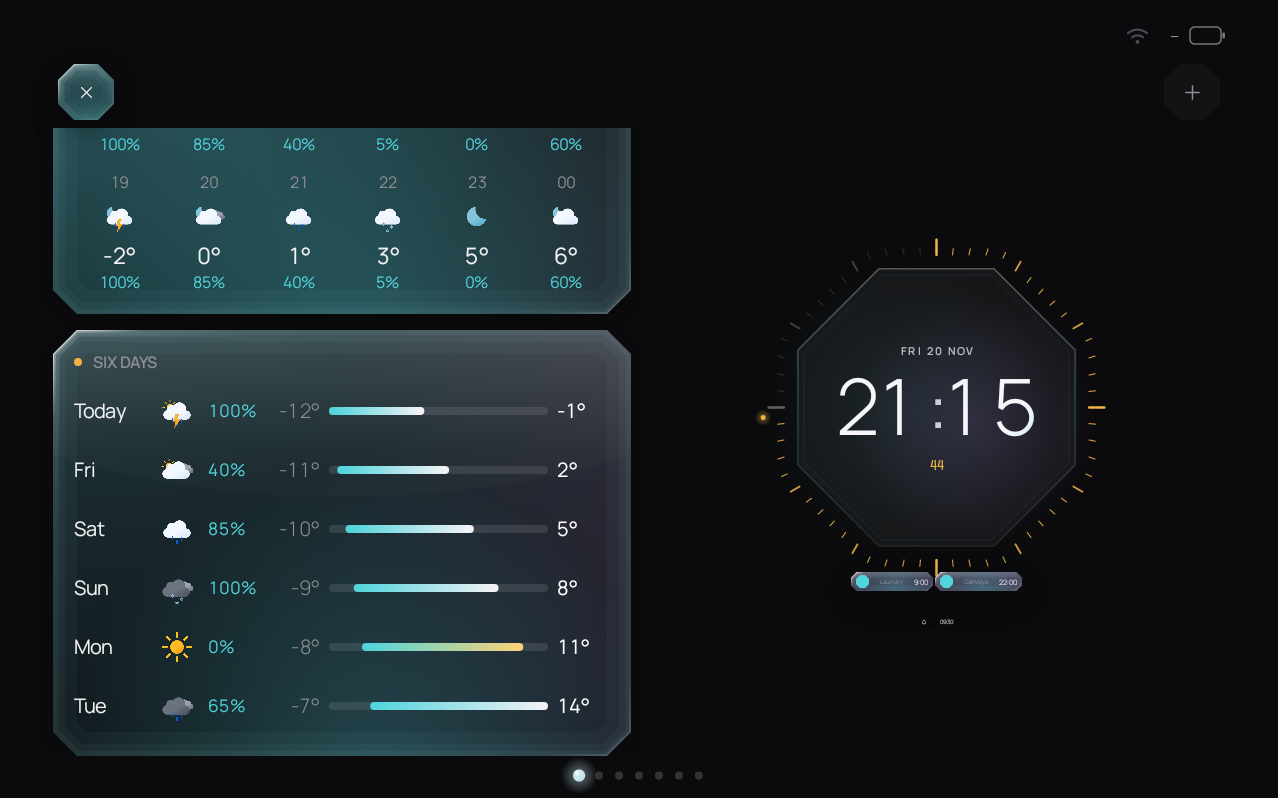 100% 85% 40% 5% 0% 60%
19 20 21 22 23 00
-2° 0° 1° 3° 5° 6°
100% 85% 40% 5% 0% 60%
SIX DAYS
Today 100% -12° -1°
Fri 40% -11° 2°
Sat 85% -10° 5°
Sun 100% -9° 8°
Mon 0% -8° 11°
Tue 65% -7° 14°
FRI 20 NOV
21:15
44
Laundry 9:00 Call Maya 22:00
0930